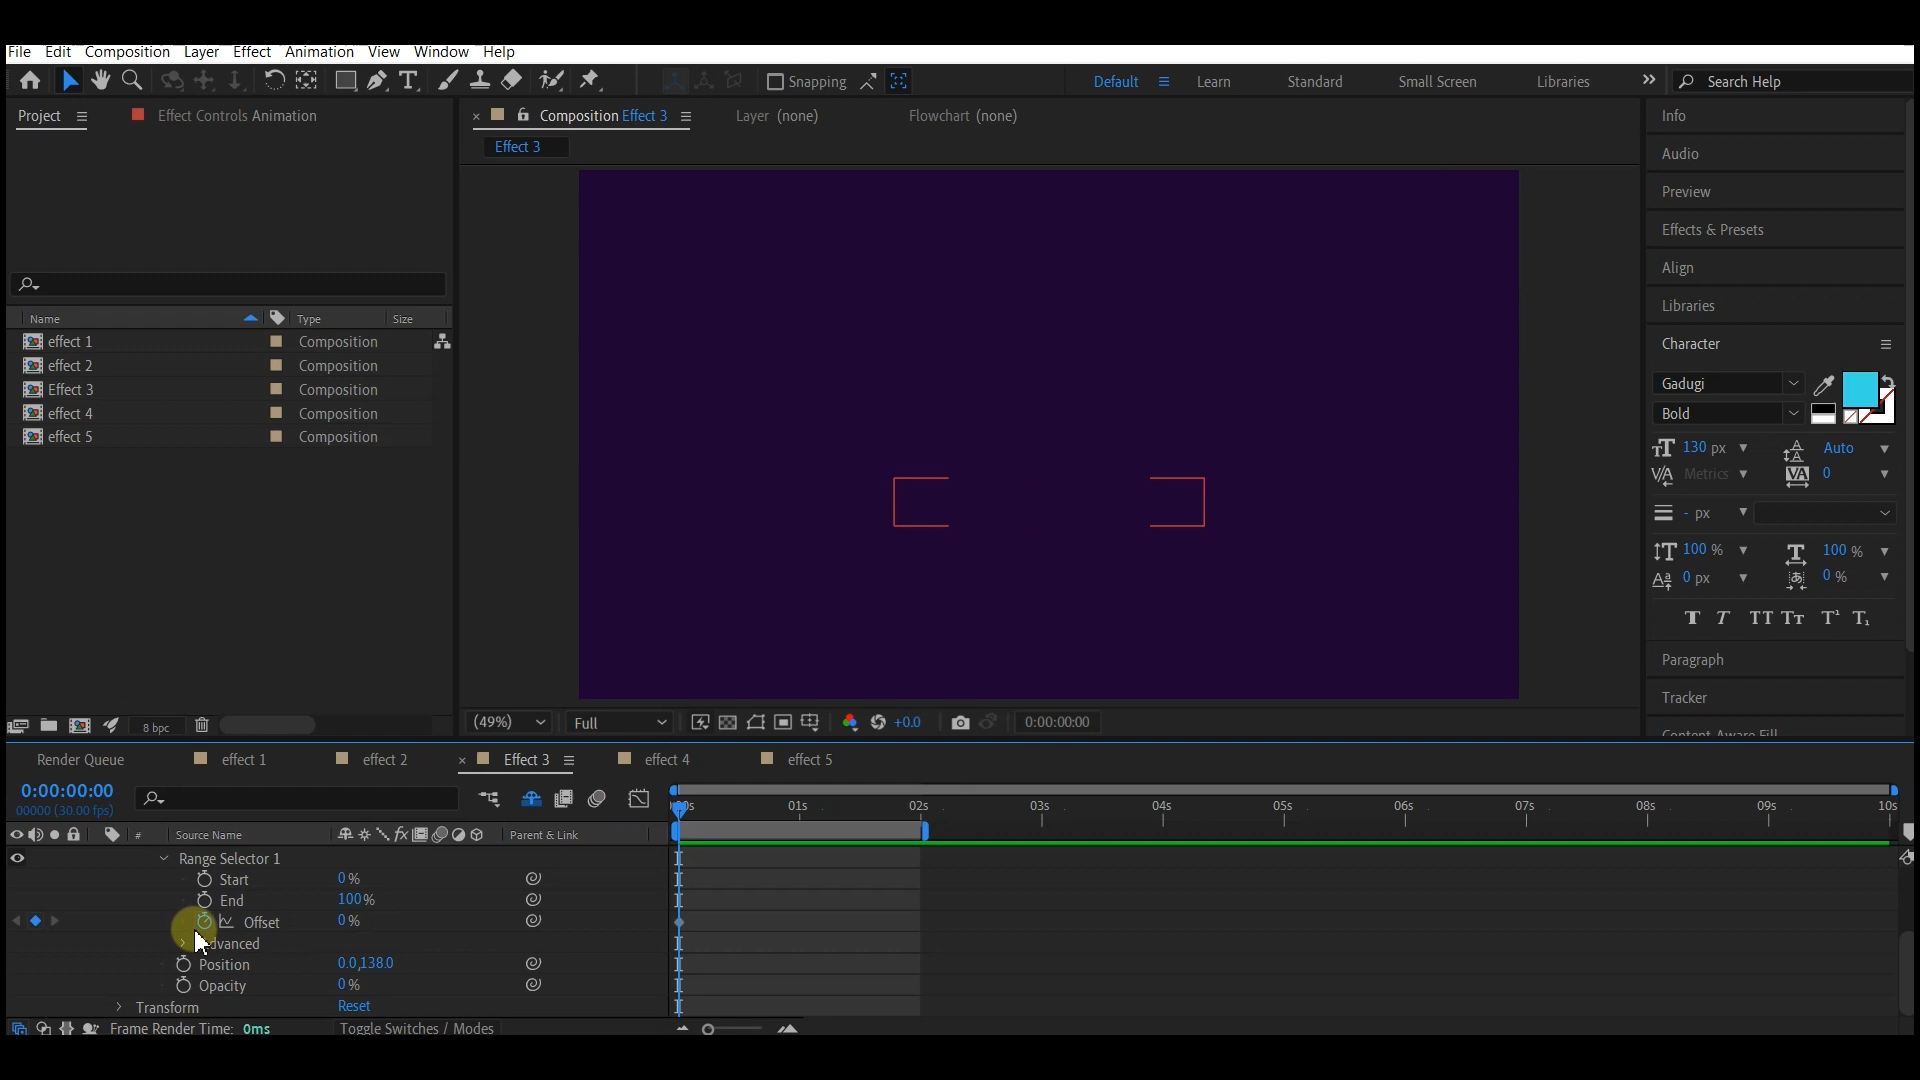 File Edit Composition Layer Effect Animation View Window Help
Snapping Default Learn Standard Small Screen Libraries Search Help
Project Effect Controls Animation
Composition Effect 3 Layer (none) Flowchart (none)
Effect 3
Info
Audio
Preview
Effects & Presets
Align
Libraries
Character
Gadugi
Bold
130 px Auto
Metrics 0
- px
100 % 100 %
0 px 0 %
Paragraph
Tracker
Content-Aware Fill
Name Type Size
effect 1 Composition
effect 2 Composition
Effect 3 Composition
effect 4 Composition
effect 5 Composition
8 bpc
(49%) Full +0.0 0:00:00:00
Render Queue effect 1 effect 2 Effect 3 effect 4 effect 5
0:00:00:00
00000 (30.00 fps)
01s 02s 03s 04s 05s 06s 07s 08s 09s 10s
# Source Name Parent & Link
Range Selector 1
Start 0%
End 100%
Offset 0%
Position 0.0,138.0
Opacity 0%
Transform Reset
Frame Render Time: 0ms Toggle Switches / Modes